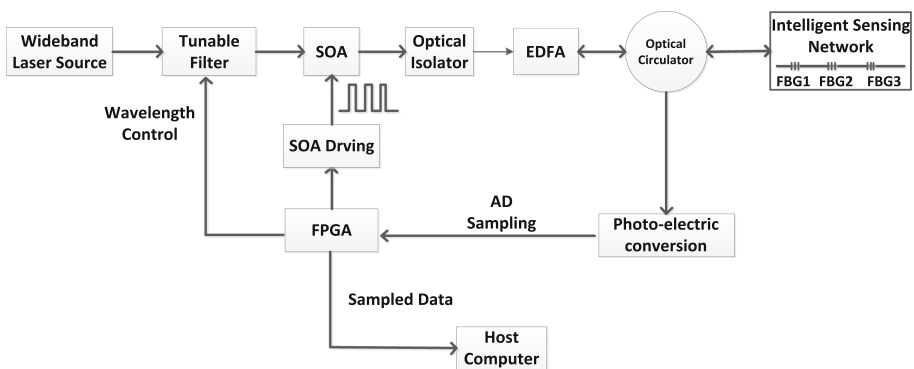 Wideband
Laser Source
Tunable
Filter
SOA
Optical
Isolator
EDFA
Optical
Circulator
Intelligent Sensing
Network
FBG1 FBG2 FBG3
Wavelength
Control
SOA Drving
FPGA
AD
Sampling
Photo-electric
conversion
Sampled Data
Host
Computer